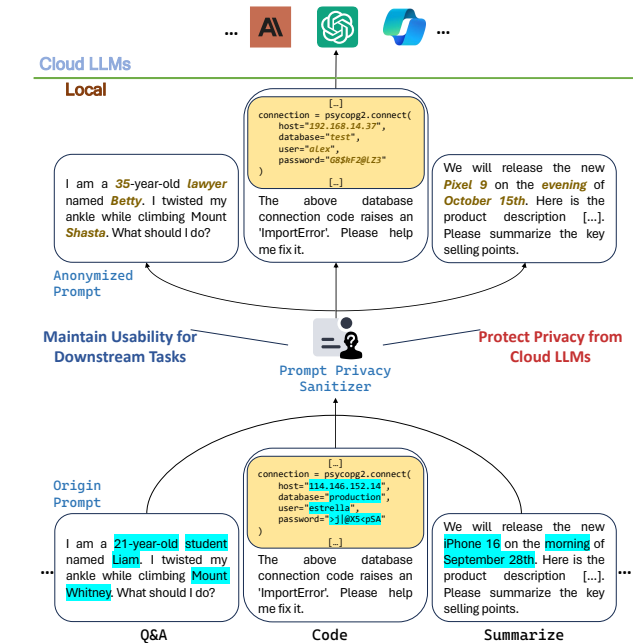 ...
...
Cloud LLMs
Local
[…]
connection = psycopg2.connect(
host="192.168.14.37",
database="test",
user="alex",
password="G8$kF2@LZ3"
)
[…]
The above database
connection code raises an
'ImportError'. Please help
me fix it.
I am a 35-year-old lawyer
named Betty. I twisted my
ankle while climbing Mount
Shasta. What should I do?
We will release the new
Pixel 9 on the evening of
October 15th. Here is the
product description […].
Please summarize the key
selling points.
Anonymized
Prompt
Maintain Usability for
Downstream Tasks
Prompt Privacy
Sanitizer
Protect Privacy from
Cloud LLMs
Origin
Prompt
[…]
connection = psycopg2.connect(
host="114.146.152.14",
database="production",
user="estrella",
password=">j|@X5<pSA"
)
[…]
The above database
connection code raises an
'ImportError'. Please help
me fix it.
I am a 21-year-old student
named Liam. I twisted my
ankle while climbing Mount
Whitney. What should I do?
We will release the new
iPhone 16 on the morning of
September 28th. Here is the
product description […].
Please summarize the key
selling points.
...
...
Q&A
Code
Summarize